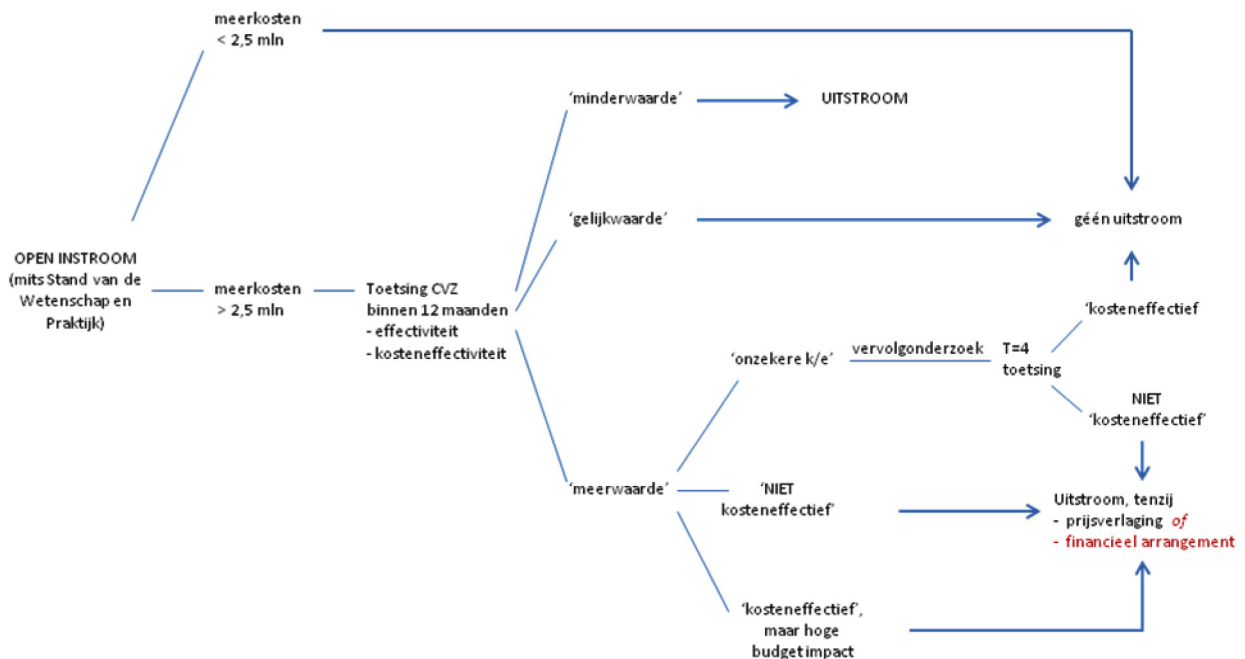 meerkosten
< 2,5 mln
'minderwaarde'
UITSTROOM
'gelijkwaarde'
géén uitstroom
OPEN INSTROOM
(mits Stand van de
Wetenschap en
Praktijk)
meerkosten
> 2,5 mln
Toetsing CVZ
binnen 12 maanden
- effectiviteit
- kosteneffectiviteit
'kosteneffectief
'onzekere k/e'
vervolgonderzoek
T=4
toetsing
NIET
'kosteneffectief'
'meerwaarde'
'NIET
kosteneffectief'
Uitstroom, tenzij
- prijsverlaging of
- financieel arrangement
'kosteneffectief',
maar hoge
budget impact